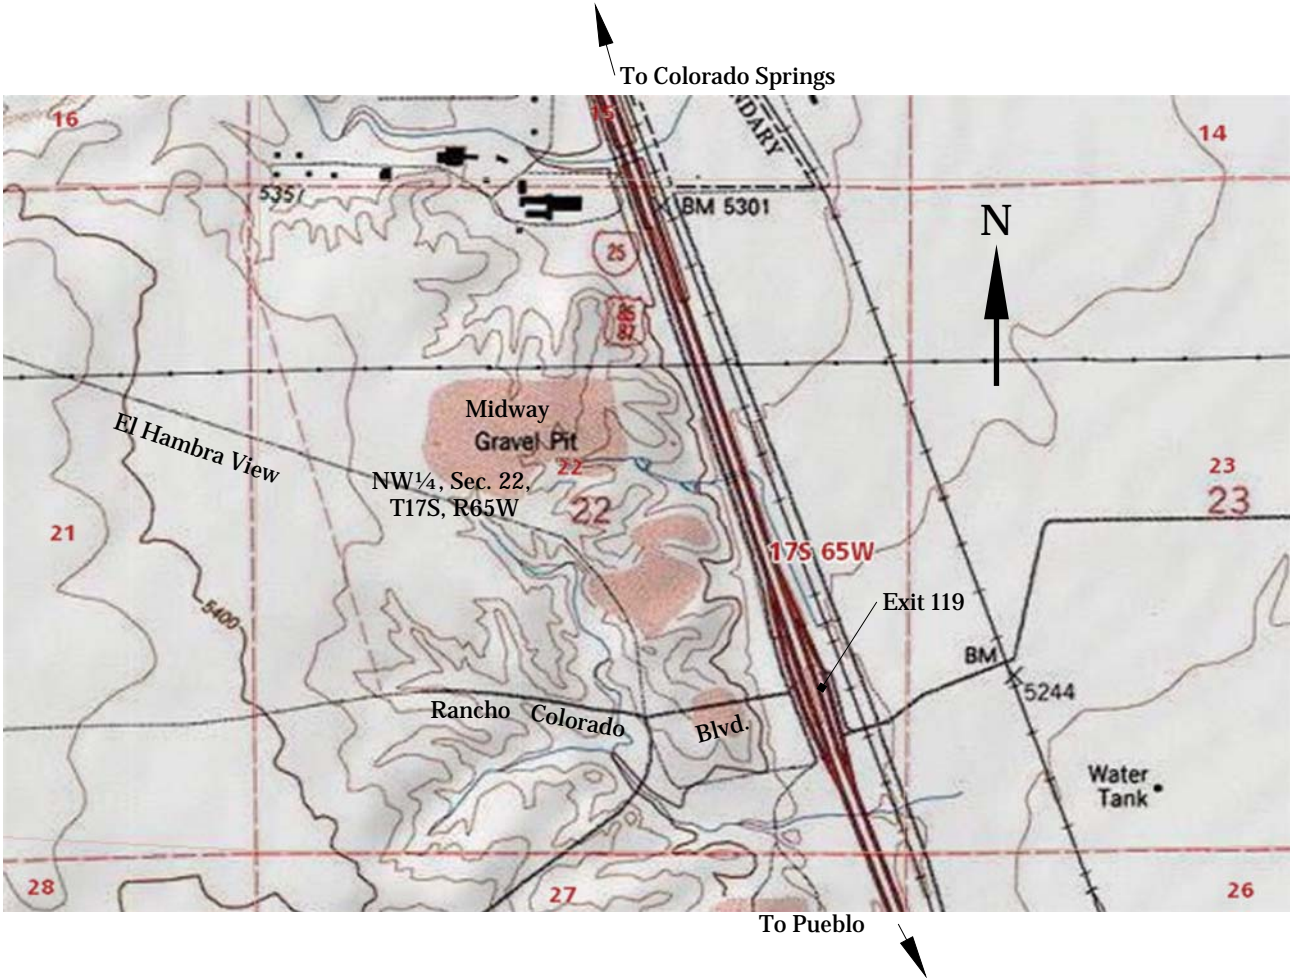 To Colorado Springs
16
15
14
NDARY
5357
BM 5301
N
25
85
87
Midway
Gravel Pit
El Hambra View
22
23
NW¼, Sec. 22,
T17S, R65W
22
23
21
17S 65W
Exit 119
5400
BM
5244
Rancho Colorado Blvd.
Water
Tank
28
27
26
To Pueblo